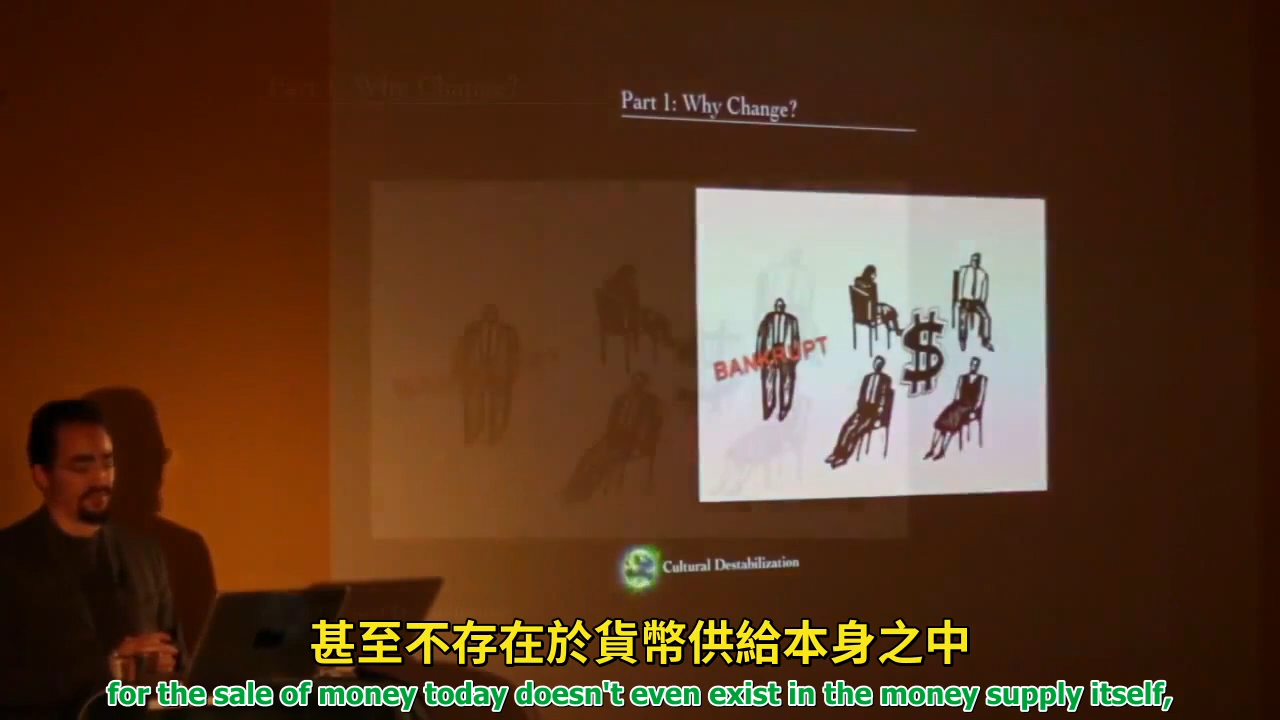 Part 1: Why Change?
BANKRUPT
$
Cultural Destabilization
甚至不存在於貨幣供給本身之中
for the sale of money today doesn't even exist in the money supply itself,